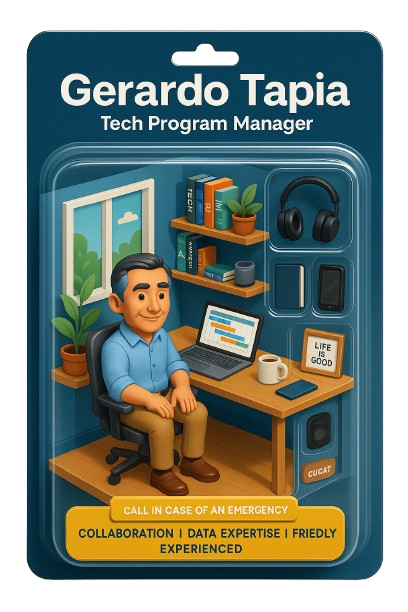 Gerardo Tapia
Tech Program Manager
TECH
LIFE
IS
GOOD
CUCAT
CALL IN CASE OF AN EMERGENCY
COLLABORATION | DATA EXPERTISE | FRIEDLY
EXPERIENCED